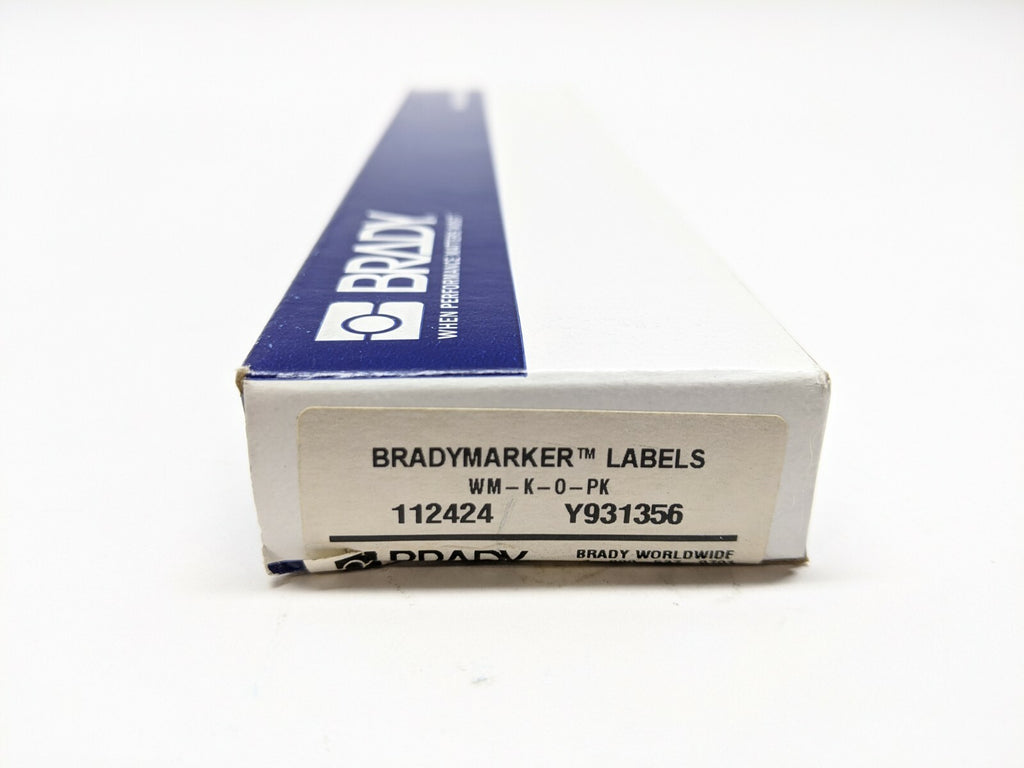 BRADY
WHEN PERFORMANCE MATTERS MOST
BRADYMARKER™ LABELS
WM-K-O-PK
112424 Y931356
BRADY BRADY WORLDWIDE